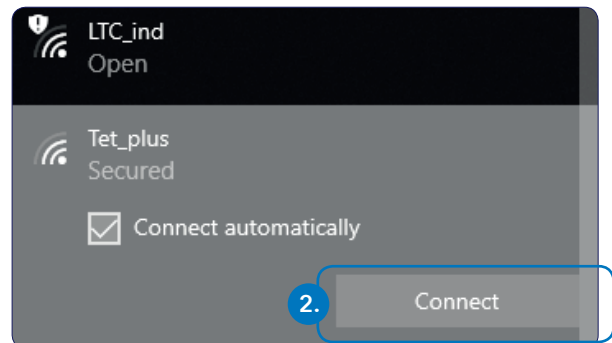 LTC_ind
Open
Tet_plus
Secured
Connect automatically
2. Connect